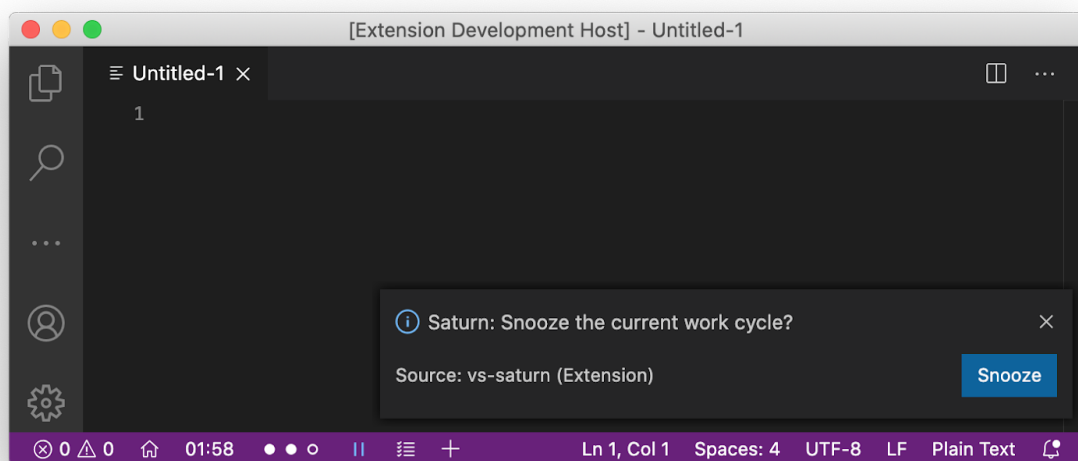 [Extension Development Host] - Untitled-1
Untitled-1
1
Saturn: Snooze the current work cycle?
Source: vs-saturn (Extension)
Snooze
0 0 01:58 Ln 1, Col 1 Spaces: 4 UTF-8 LF Plain Text